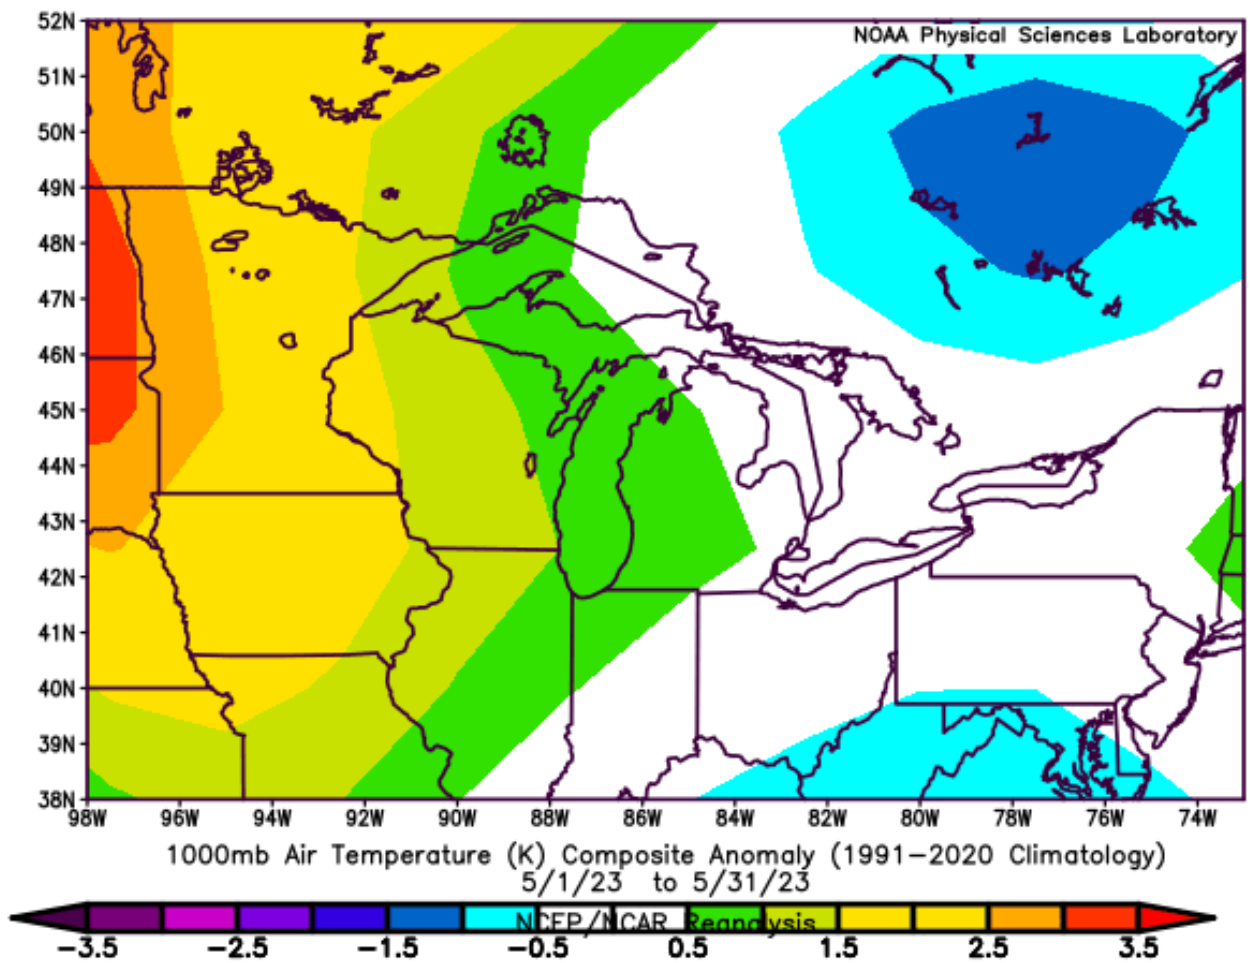 52N
NOAA Physical Sciences Laboratory
51N
50N
49N
48N
47N
46N
45N
44N
43N
42N
41N
40N
39N
38N
98W 96W 94W 92W 90W 88W 86W 84W 82W 80W 78W 76W 74W
1000mb Air Temperature (K) Composite Anomaly (1991-2020 Climatology)
5/1/23 to 5/31/23
NCEP/NCAR Reanalysis
-3.5 -2.5 -1.5 -0.5 0.5 1.5 2.5 3.5